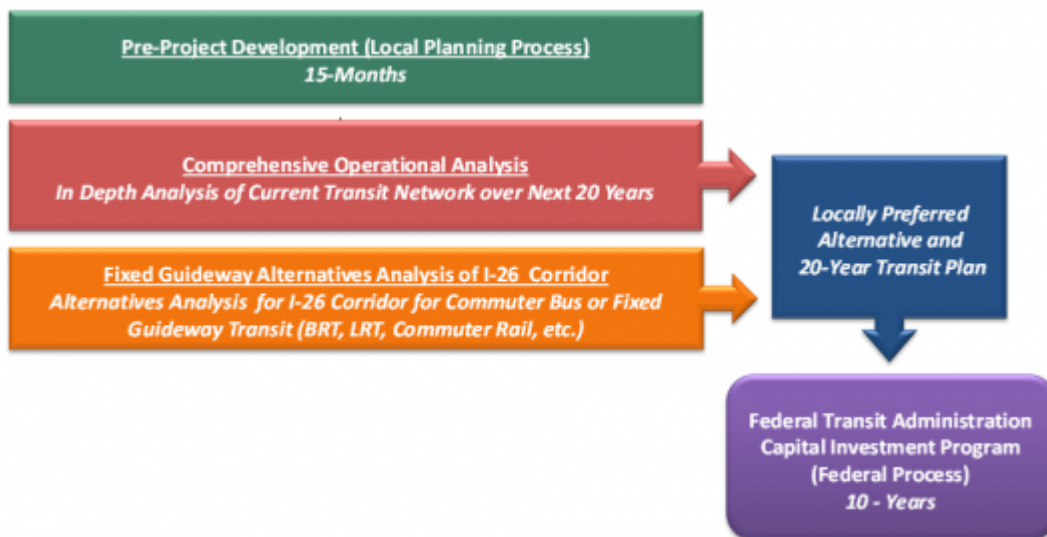 Pre-Project Development (Local Planning Process)
15-Months
Comprehensive Operational Analysis
In Depth Analysis of Current Transit Network over Next 20 Years
Fixed Guideway Alternatives Analysis of I-26 Corridor
Alternatives Analysis for I-26 Corridor for Commuter Bus or Fixed
Guideway Transit (BRT, LRT, Commuter Rail, etc.)
Locally Preferred
Alternative and
20-Year Transit Plan
Federal Transit Administration
Capital Investment Program
(Federal Process)
10 - Years